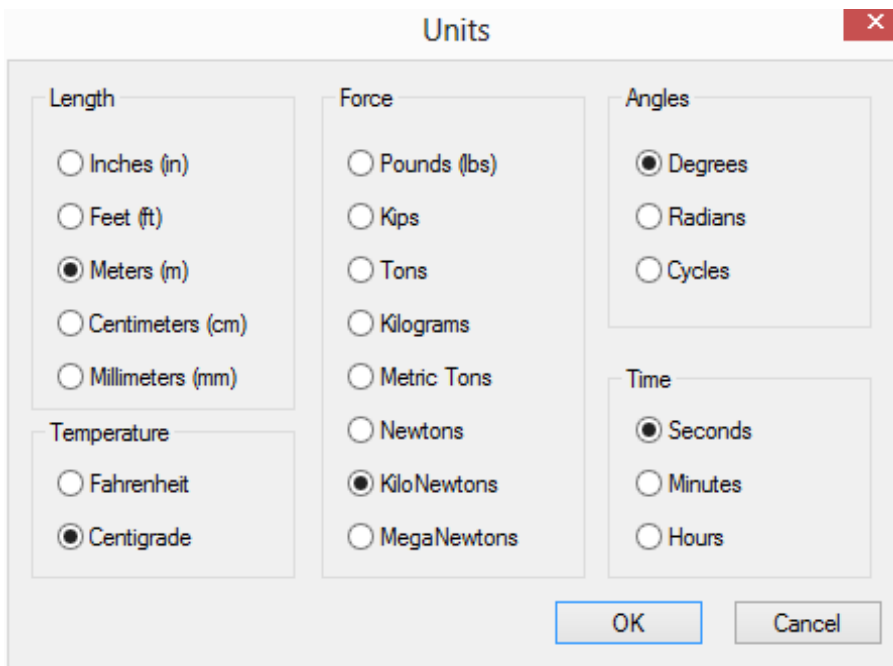 Units
Length
Inches (in)
Feet (ft)
Meters (m)
Centimeters (cm)
Millimeters (mm)
Temperature
Fahrenheit
Centigrade
Force
Pounds (lbs)
Kips
Tons
Kilograms
Metric Tons
Newtons
KiloNewtons
MegaNewtons
Angles
Degrees
Radians
Cycles
Time
Seconds
Minutes
Hours
OK
Cancel